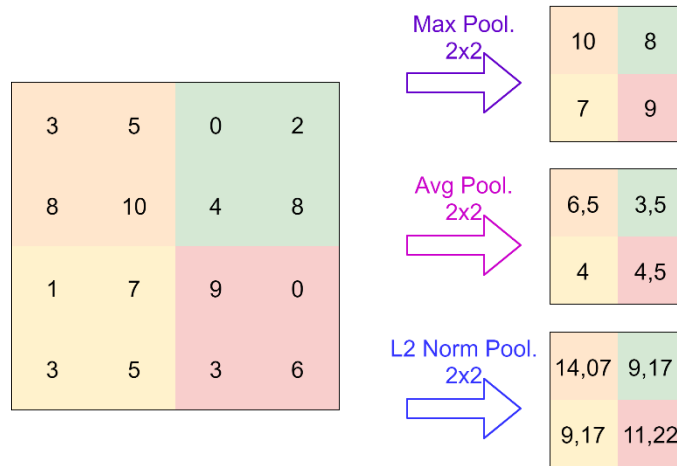 3 5 0 2
8 10 4 8
1 7 9 0
3 5 3 6
Max Pool.
2x2
10 8
7 9
Avg Pool.
2x2
6,5 3,5
4 4,5
L2 Norm Pool.
2x2
14,07 9,17
9,17 11,22